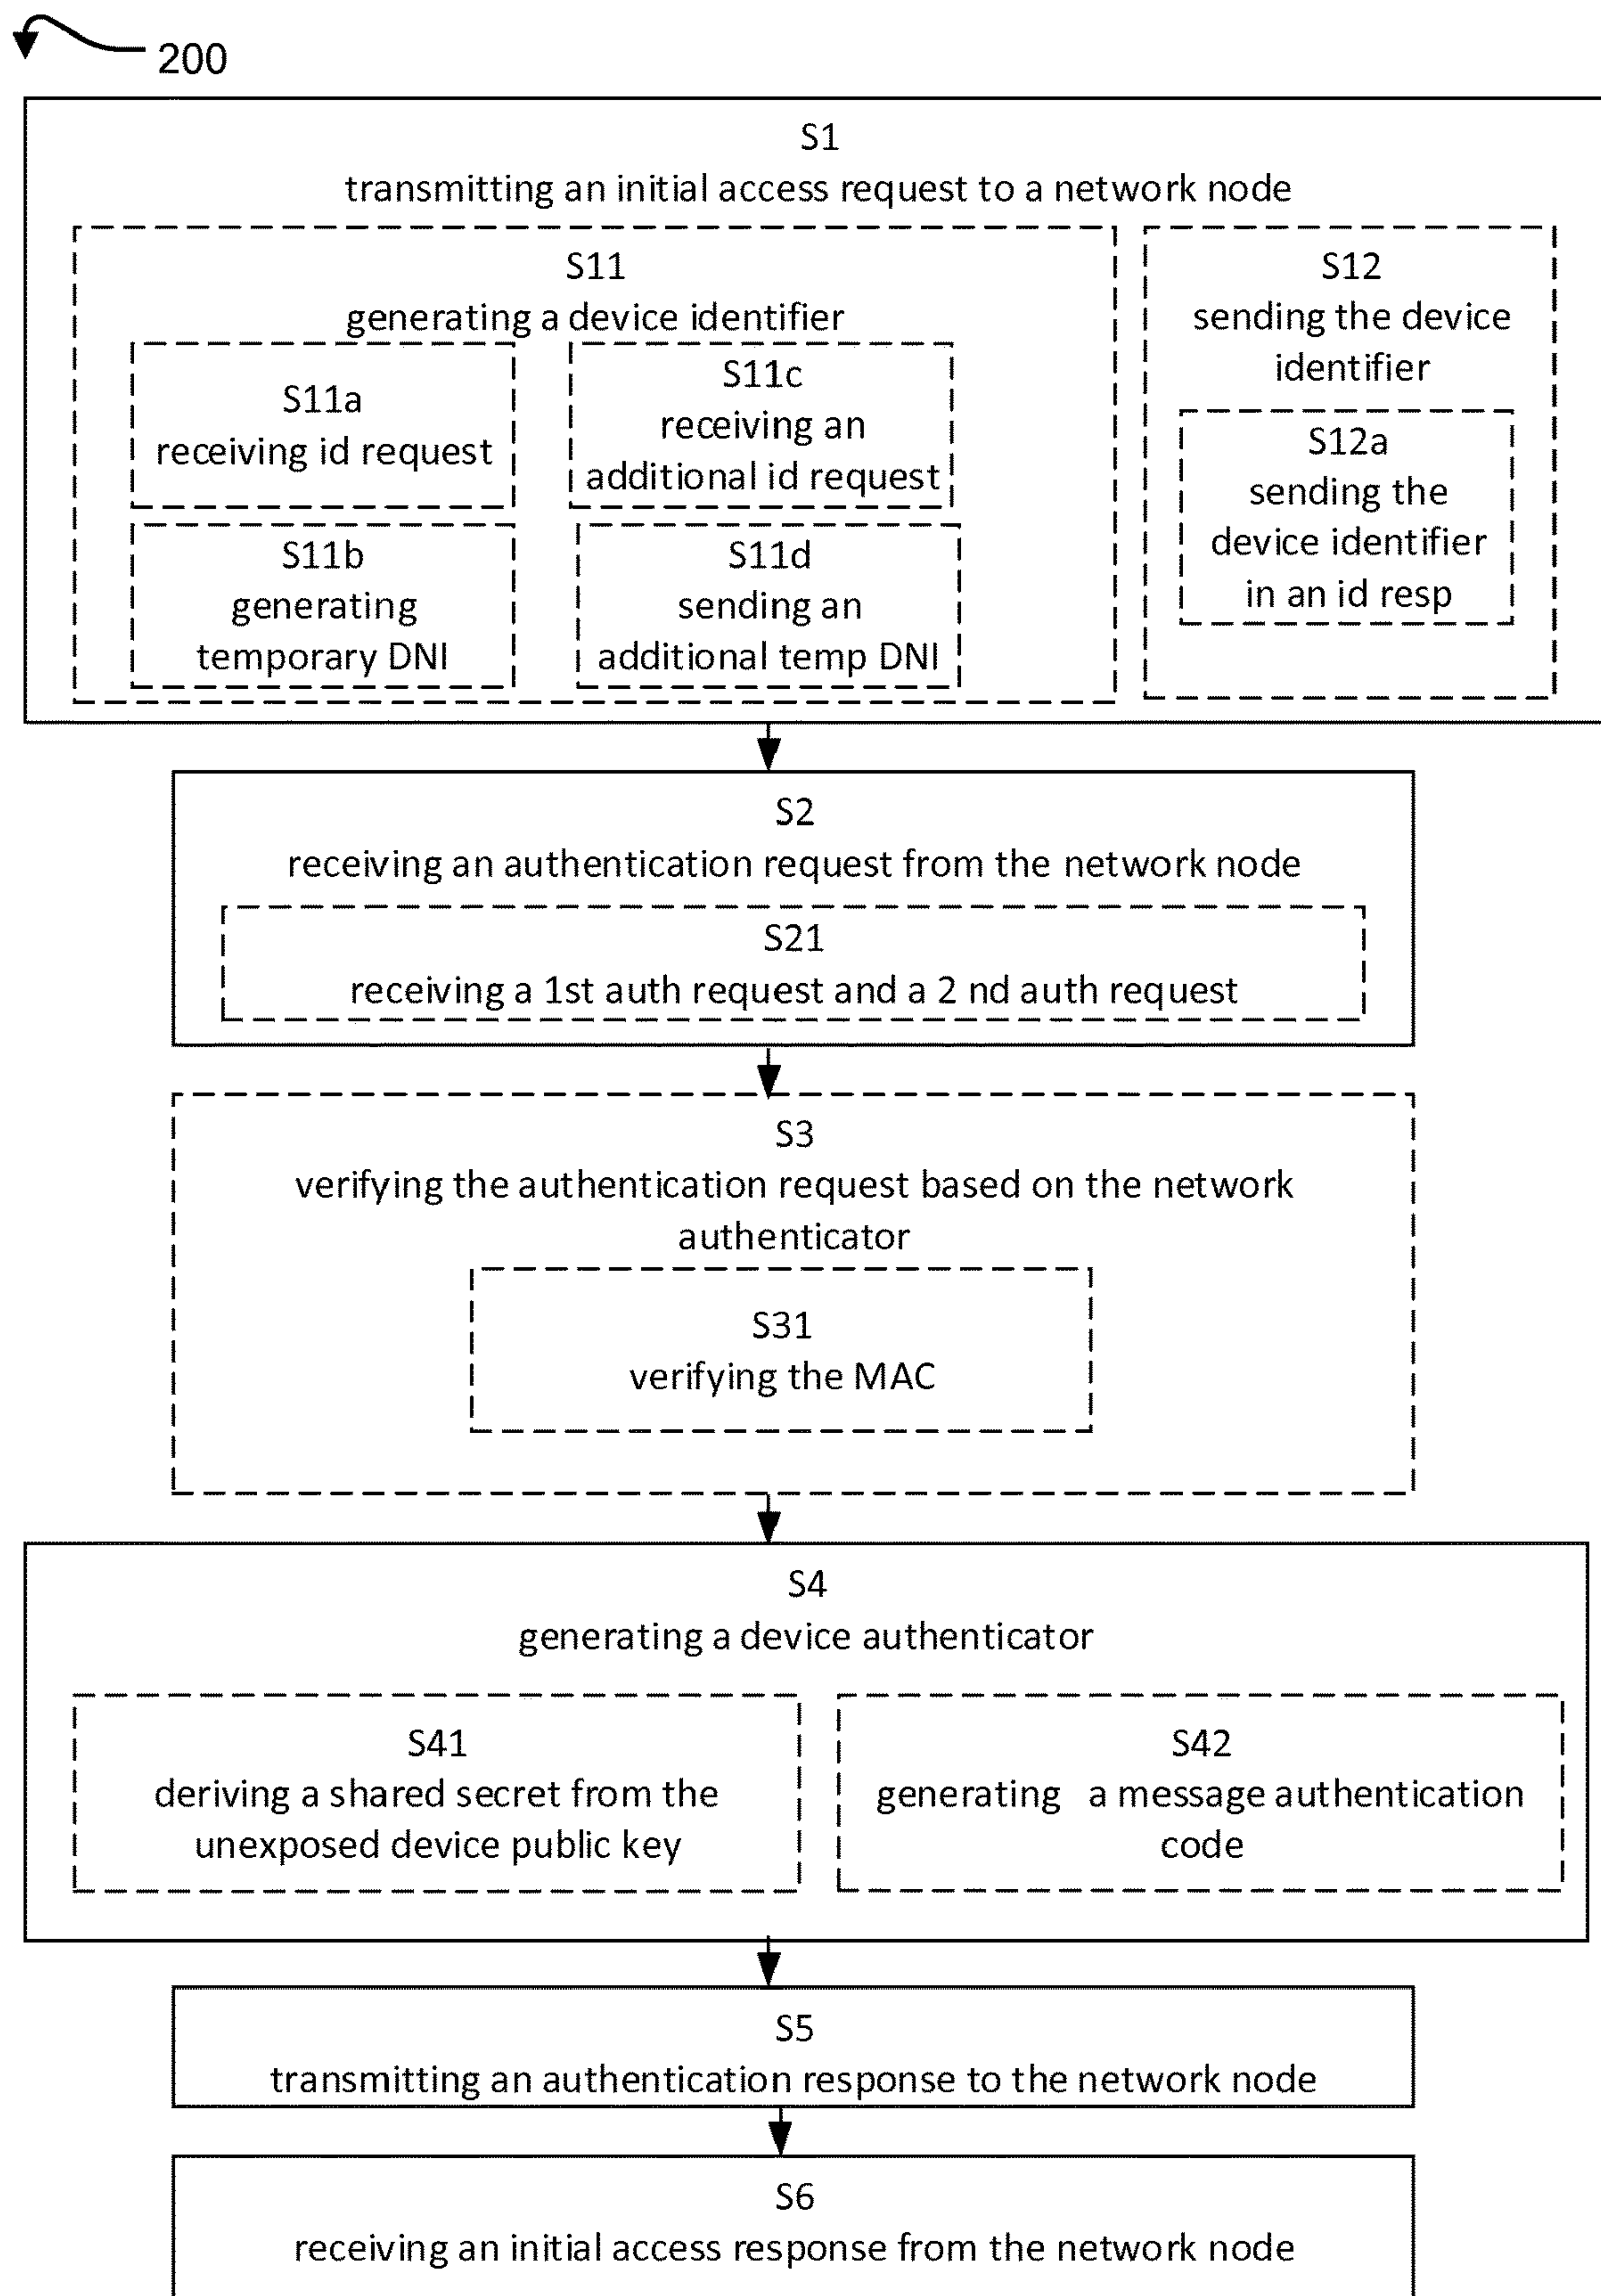 200
S1
transmitting an initial access request to a network node
S11
generating a device identifier
S11a
receiving id request
S11c
receiving an
additional id request
S11b
generating
temporary DNI
S11d
sending an
additional temp DNI
S12
sending the device
identifier
S12a
sending the
device identifier
in an id resp
S2
receiving an authentication request from the network node
S21
receiving a 1st auth request and a 2 nd auth request
S3
verifying the authentication request based on the network
authenticator
S31
verifying the MAC
S4
generating a device authenticator
S41
deriving a shared secret from the
unexposed device public key
S42
generating a message authentication
code
S5
transmitting an authentication response to the network node
S6
receiving an initial access response from the network node